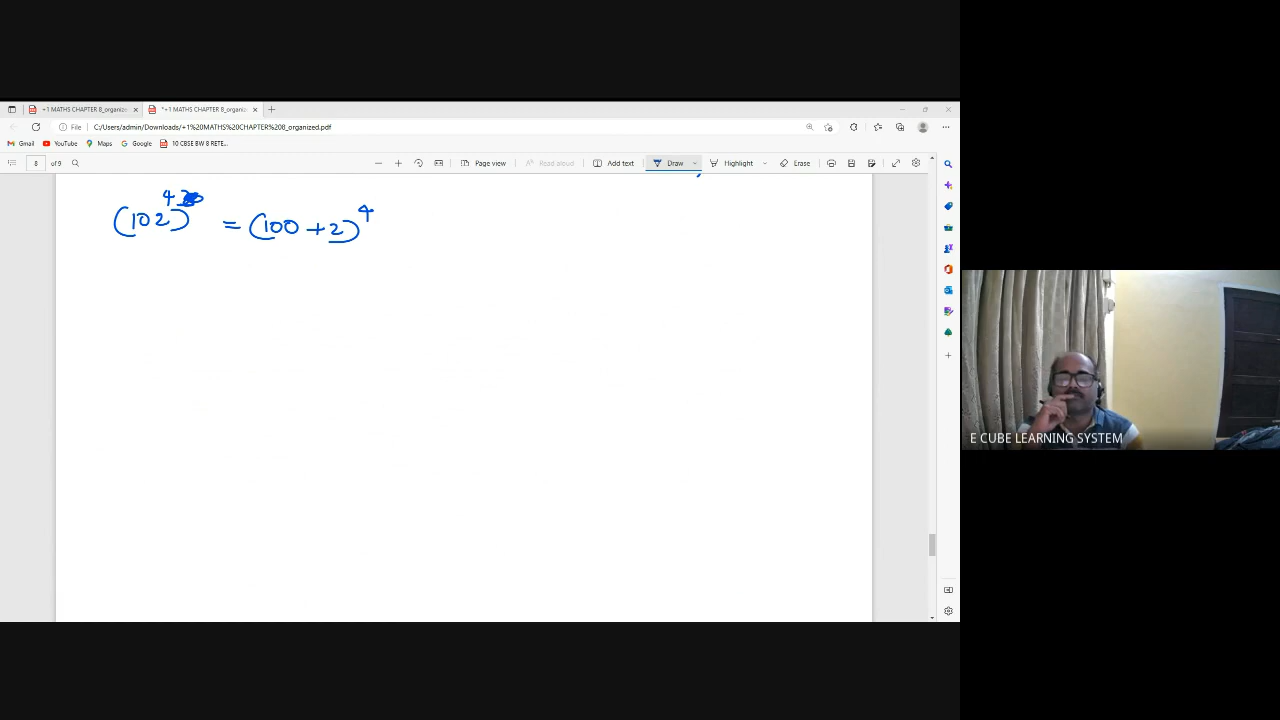 +1 MATHS CHAPTER 8_organize
*+1 MATHS CHAPTER 8_organiz
File C:/Users/admin/Downloads/+1%20MATHS%20CHAPTER%208_organized.pdf
Gmail YouTube Maps Google 10 CBSE BW 8 RETE...
8 of 9 Page view Read aloud Add text Draw Highlight Erase
(102)^4 = (100 + 2)^4
E CUBE LEARNING SYSTEM